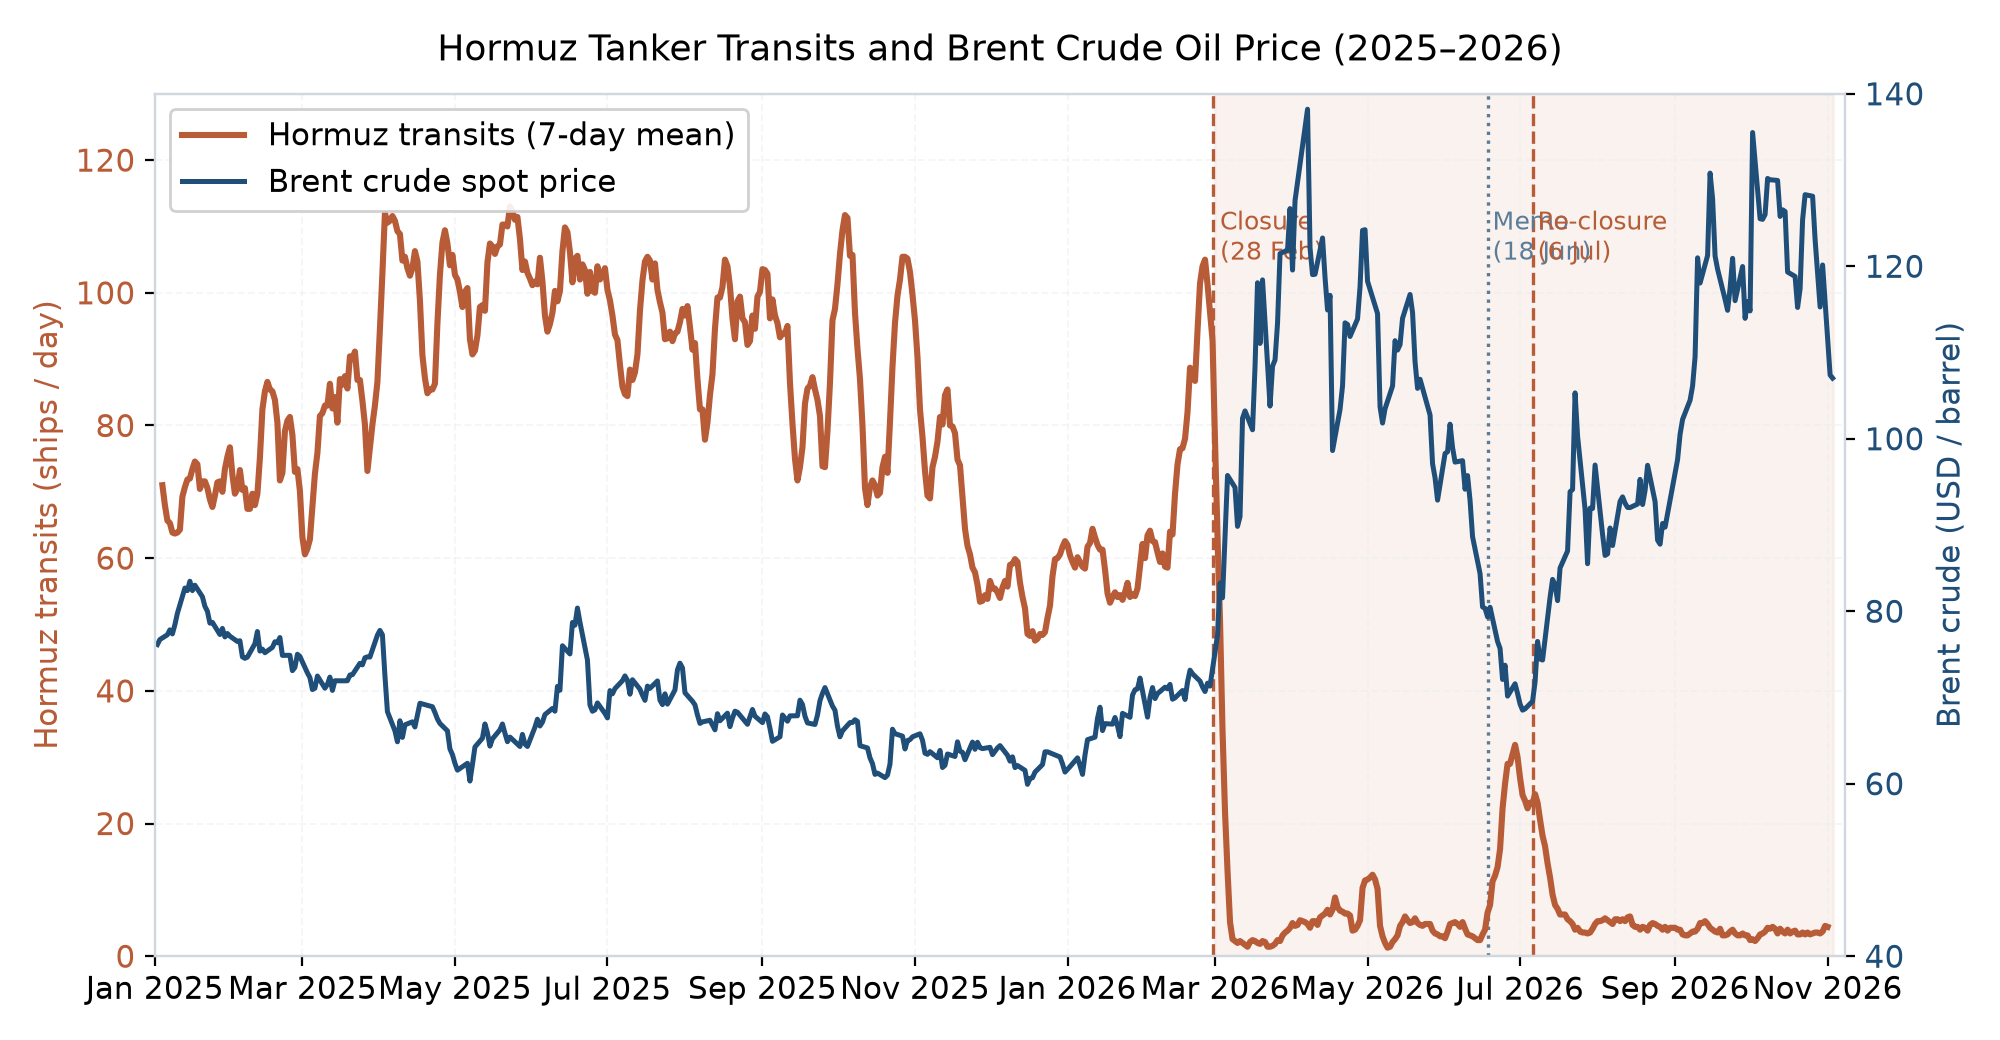 Hormuz Tanker Transits and Brent Crude Oil Price (2025–2026)
Hormuz transits (7-day mean)
Brent crude spot price
Closure
(28 Feb)
Memo
(18 Jun)
Re-closure
(6 Jul)
Hormuz transits (ships / day)
120
100
80
60
40
20
0
Brent crude (USD / barrel)
140
120
100
80
60
40
Jan 2025 Mar 2025 May 2025 Jul 2025 Sep 2025 Nov 2025 Jan 2026 Mar 2026 May 2026 Jul 2026 Sep 2026 Nov 2026